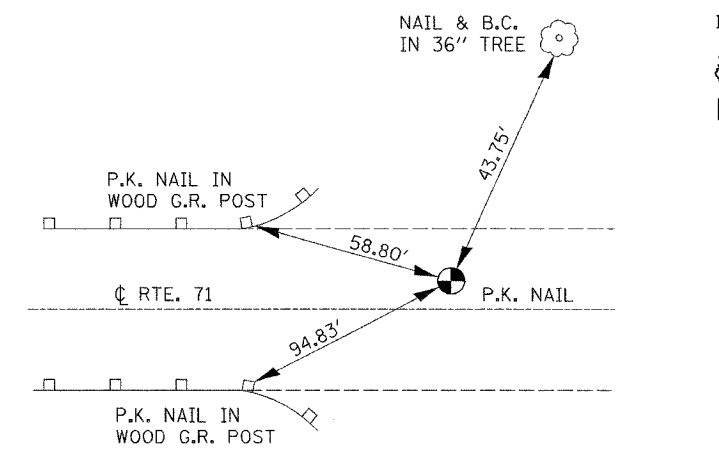 NAIL & B.C.
IN 36" TREE
43.75'
P.K. NAIL IN
WOOD G.R. POST
58.80'
℄ RTE. 71
P.K. NAIL
94.83'
P.K. NAIL IN
WOOD G.R. POST